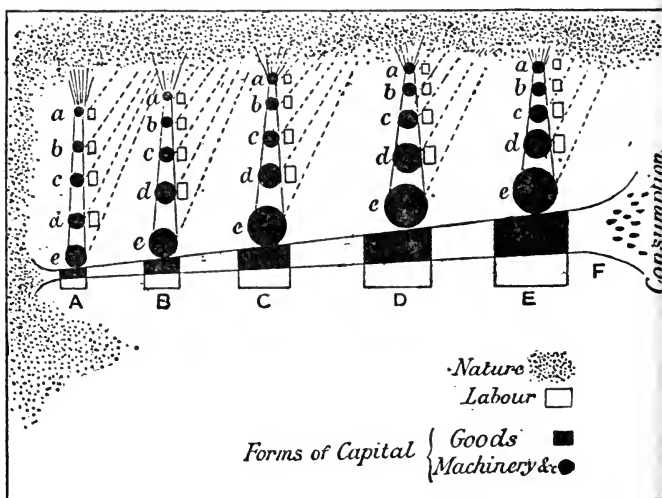 a a a a a
b b b b b
c c c c c
d d d d d
e e e e e
A B C D E F
Consumption
Nature
Labour
Forms of Capital { Goods
Machinery &c